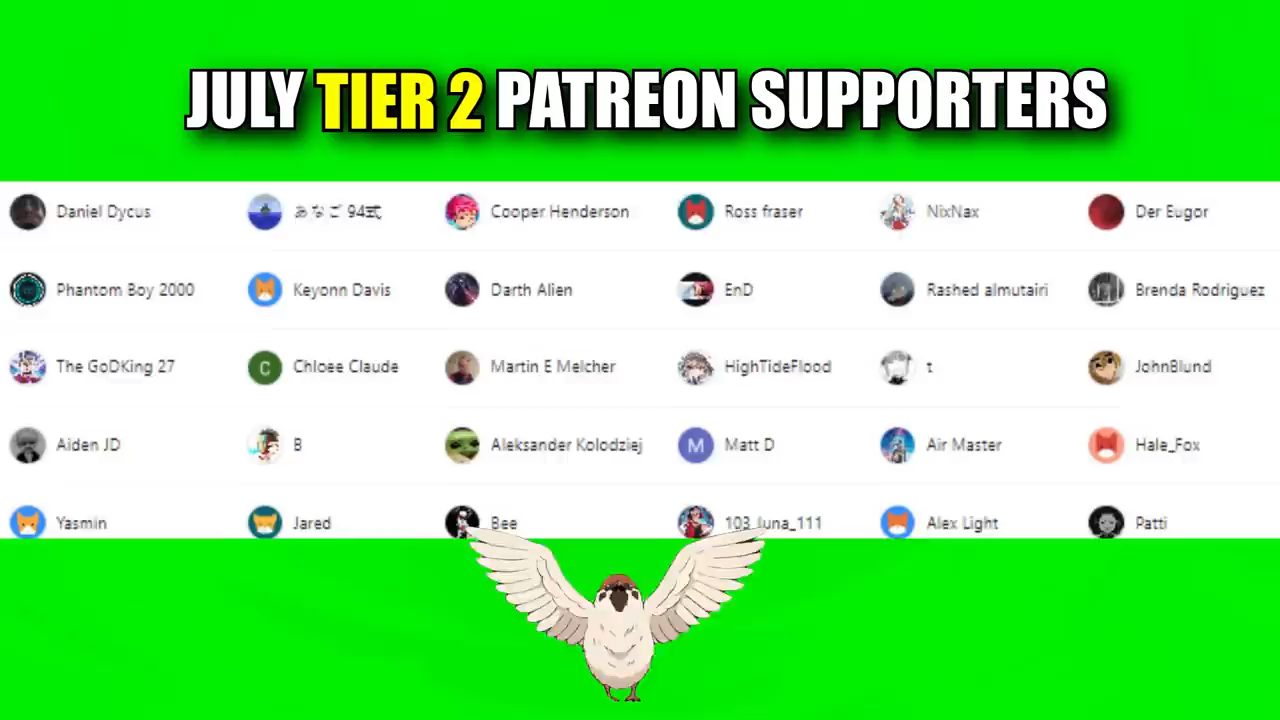 JULY TIER 2 PATREON SUPPORTERS
Daniel Dycus あなご 94式 Cooper Henderson Ross fraser NixNax Der Eugor
Phantom Boy 2000 Keyonn Davis Darth Alien EnD Rashed almutairi Brenda Rodriguez
The GoDKing 27 C Chloee Claude Martin E Melcher HighTideFlood t John8lund
Aiden JD B Aleksander Kolodziej M Matt D Air Master Hale_Fox
Yasmin Jared Bee 103_luna_111 Alex Light Patti